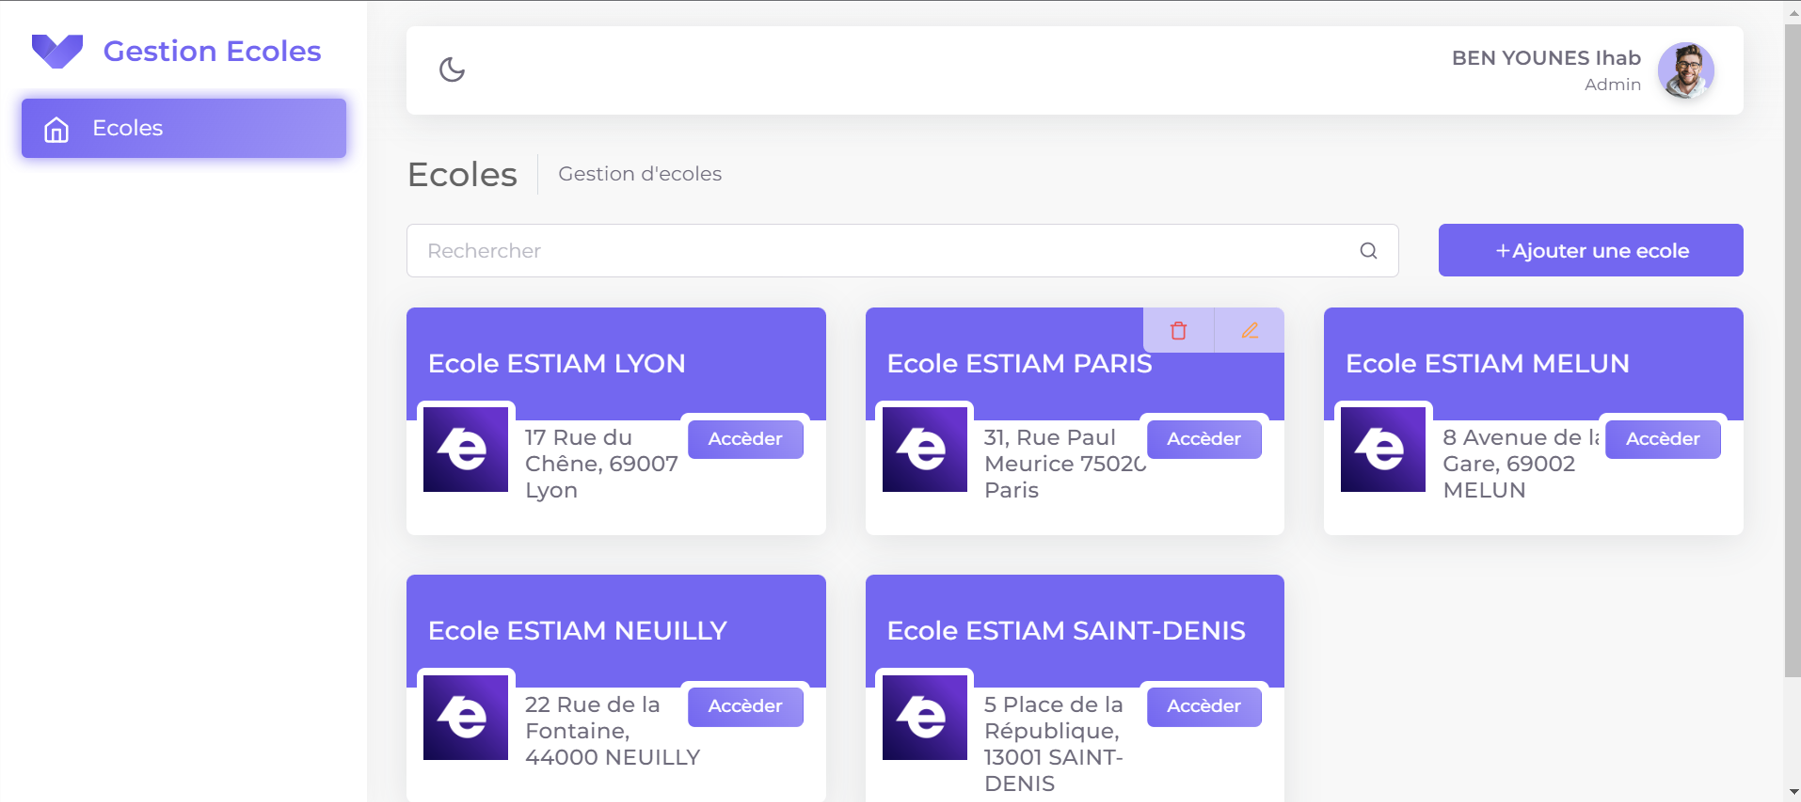 Gestion Ecoles
BEN YOUNES Ihab
Admin
Ecoles
Ecoles
Gestion d'ecoles
Rechercher
+Ajouter une ecole
Ecole ESTIAM LYON
17 Rue du
Chêne, 69007
Lyon
Accèder
Ecole ESTIAM PARIS
31, Rue Paul
Meurice 75020
Paris
Accèder
Ecole ESTIAM MELUN
8 Avenue de la
Gare, 69002
MELUN
Accèder
Ecole ESTIAM NEUILLY
22 Rue de la
Fontaine,
44000 NEUILLY
Accèder
Ecole ESTIAM SAINT-DENIS
5 Place de la
République,
13001 SAINT-
DENIS
Accèder